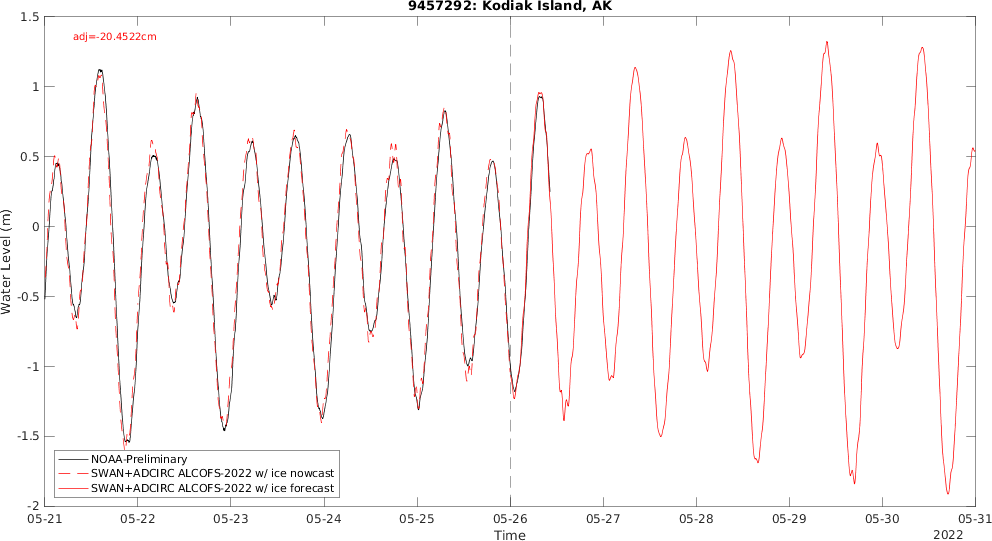 9457292: Kodiak Island, AK
adj=-20.4522cm
Water Level (m)
1.5
1
0.5
0
-0.5
-1
-1.5
-2
NOAA-Preliminary
SWAN+ADCIRC ALCOFS-2022 w/ ice nowcast
SWAN+ADCIRC ALCOFS-2022 w/ ice forecast
05-21 05-22 05-23 05-24 05-25 05-26 05-27 05-28 05-29 05-30 05-31
Time
2022